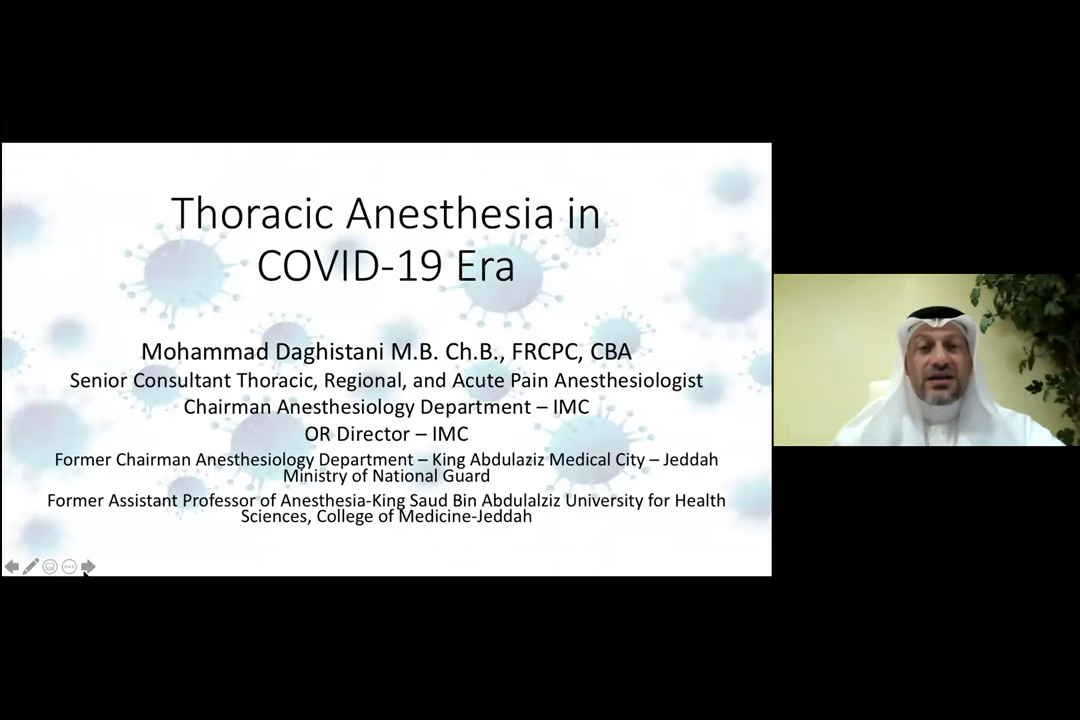 Thoracic Anesthesia in
COVID-19 Era
Mohammad Daghistani M.B. Ch.B., FRCPC, CBA
Senior Consultant Thoracic, Regional, and Acute Pain Anesthesiologist
Chairman Anesthesiology Department – IMC
OR Director – IMC
Former Chairman Anesthesiology Department – King Abdulaziz Medical City – Jeddah
Ministry of National Guard
Former Assistant Professor of Anesthesia-King Saud Bin Abdulalziz University for Health
Sciences, College of Medicine-Jeddah